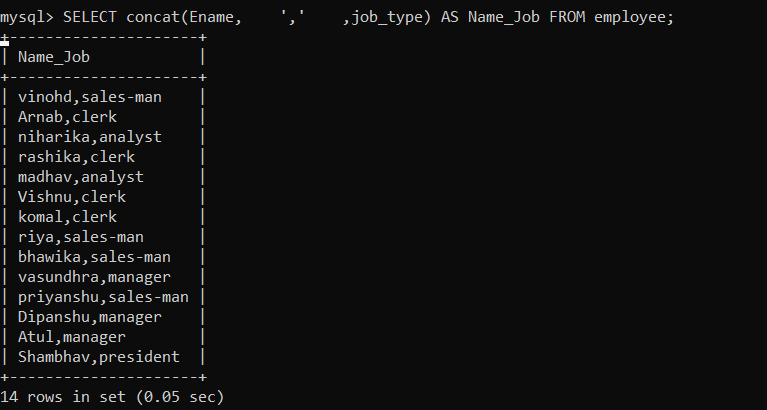 mysql> SELECT concat(Ename,    ','    ,job_type) AS Name_Job FROM employee;
+---------------------+
| Name_Job            |
+---------------------+
| vinohd,sales-man    |
| Arnab,clerk         |
| niharika,analyst    |
| rashika,clerk       |
| madhav,analyst      |
| Vishnu,clerk        |
| komal,clerk         |
| riya,sales-man      |
| bhawika,sales-man   |
| vasundhra,manager   |
| priyanshu,sales-man |
| Dipanshu,manager    |
| Atul,manager        |
| Shambhav,president  |
+---------------------+
14 rows in set (0.05 sec)